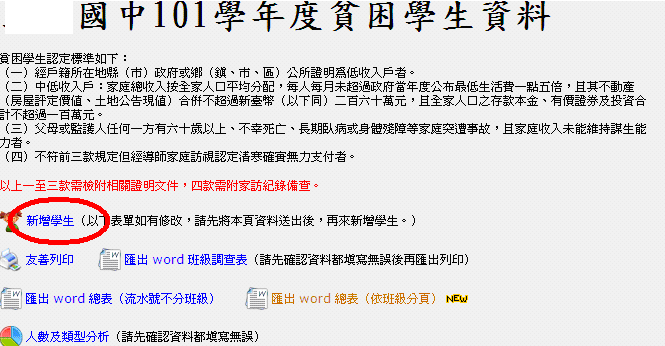 國中101學年度貧困學生資料
貧困學生認定標準如下：
（一）經戶籍所在地縣（市）政府或鄉（鎮、市、區）公所證明為低收入戶者。
（二）中低收入戶：家庭總收入按全家人口平均分配，每人每月未超過政府當年度公布最低生活費一點五倍，且其不動產
（房屋評定價值、土地公告現值）合併不超過新臺幣（以下同）二百六十萬元，且全家人口之存款本金、有價證券及投資合
計不超過一百萬元。
（三）父母或監護人任何一方有六十歲以上、不幸死亡、長期臥病或身體殘障等家庭突遭事故，且家庭收入未能維持謀生能
力者。
（四）不符前三款規定但經導師家庭訪視認定清寒確實無力支付者。
以上一至三款需檢附相關證明文件，四款需附家訪紀錄備查。
新增學生（以下表單如有修改，請先將本頁資料送出後，再來新增學生。）
友善列印 匯出 word 班級調查表（請先確認資料都填寫無誤後再匯出列印）
匯出 word 總表（流水號不分班級） 匯出 word 總表（依班級分頁） NEW
人數及類型分析（請先確認資料都填寫無誤）